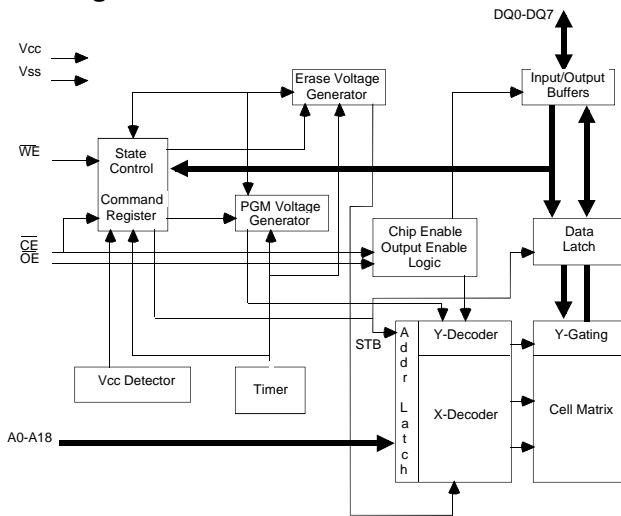 DQ0-DQ7
Vcc
Vss
Erase Voltage
Generator
Input/Output
Buffers
WE
State
Control
Command
Register
PGM Voltage
Generator
Chip Enable
Output Enable
Logic
Data
Latch
CE
OE
STB
Addr Latch
Y-Decoder
Y-Gating
Vcc Detector
Timer
X-Decoder
Cell Matrix
A0-A18